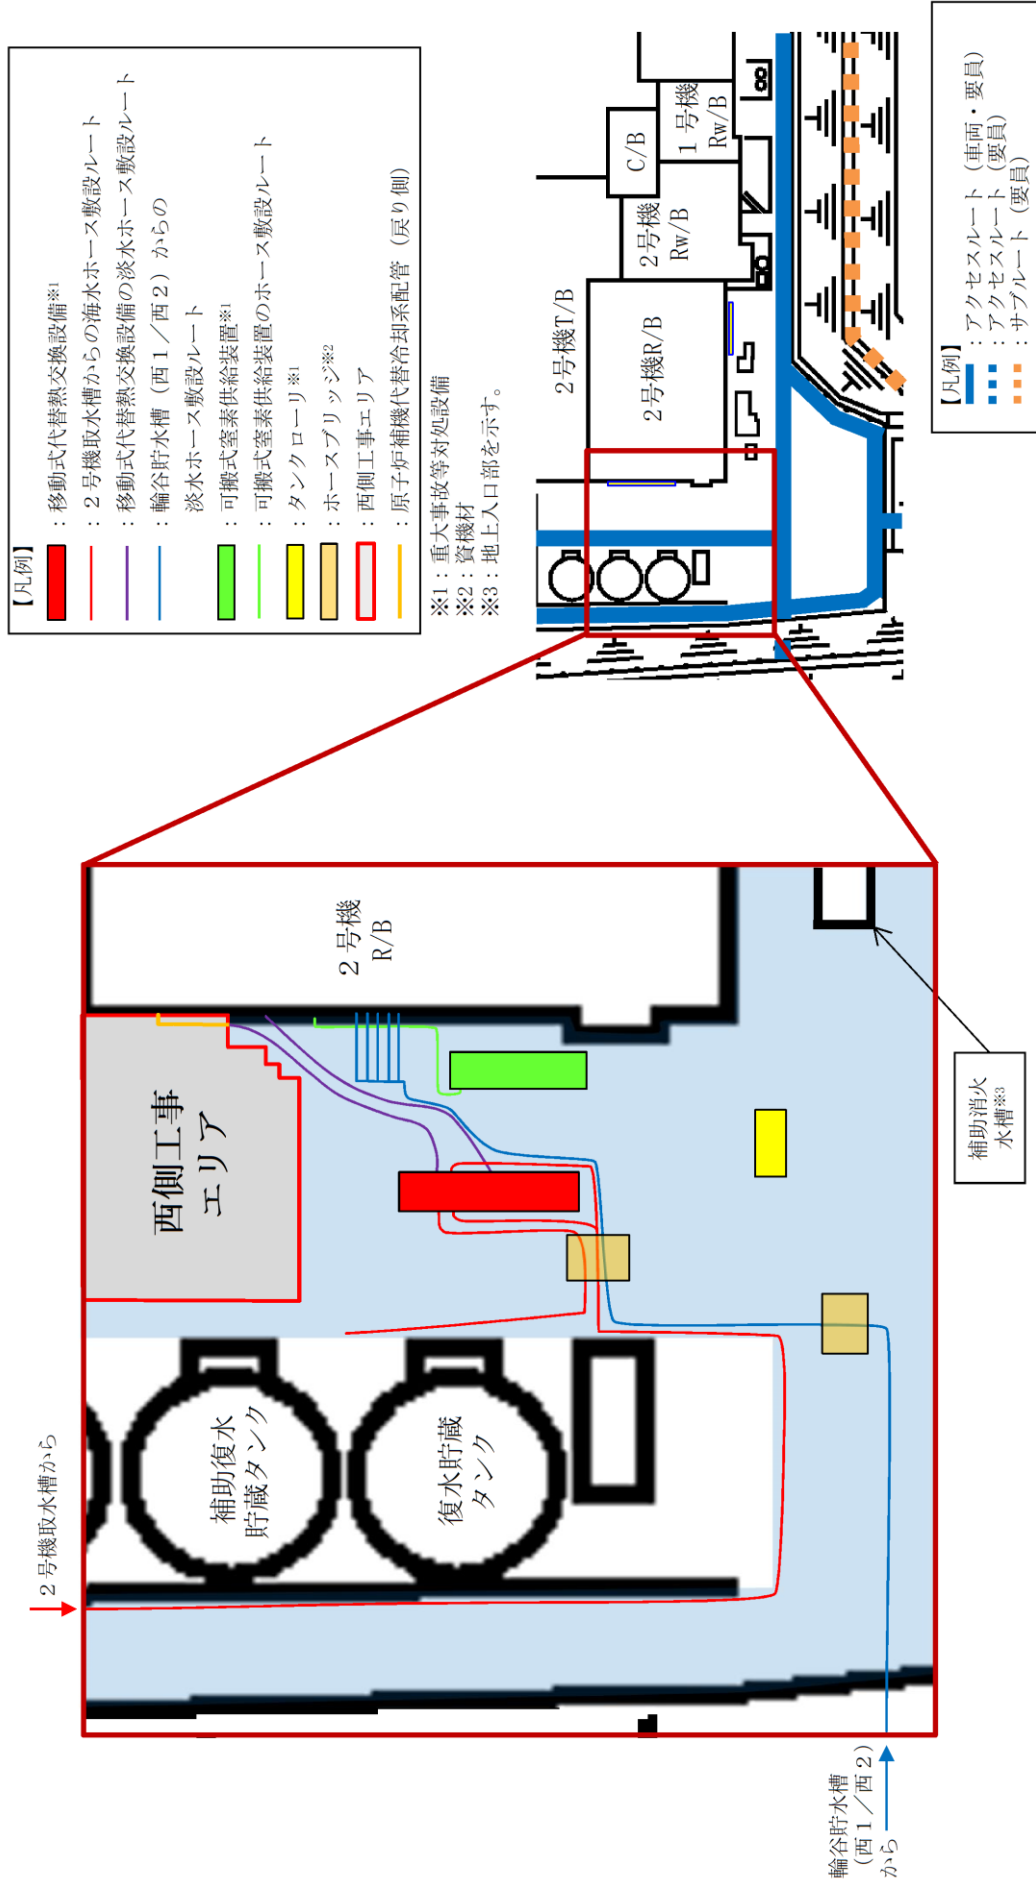 ２号機取水槽から
補助復水
貯蔵タンク
復水貯蔵
タンク
西側工事
エリア
２号機
R/B
輪谷貯水槽
（西１／西２）
から
補助消火
水槽※3
【凡例】
：移動式代替熱交換設備※1
：２号機取水槽からの海水ホース敷設ルート
：移動式代替熱交換設備の淡水ホース敷設ルート
：輪谷貯水槽（西１／西２）からの
淡水ホース敷設ルート
：可搬式窒素供給装置※1
：可搬式窒素供給装置のホース敷設ルート
：タンクローリ※1
：ホースブリッジ※2
：西側工事エリア
：原子炉補機代替冷却系配管（戻り側）
※1：重大事故等対処設備
※2：資機材
※3：地上入口部を示す。
2号機T/B
2号機R/B
2号機
Rw/B
C/B
１号機
Rw/B
【凡例】
：アクセスルート（車両・要員）
：アクセスルート（要員）
：サブルート（要員）